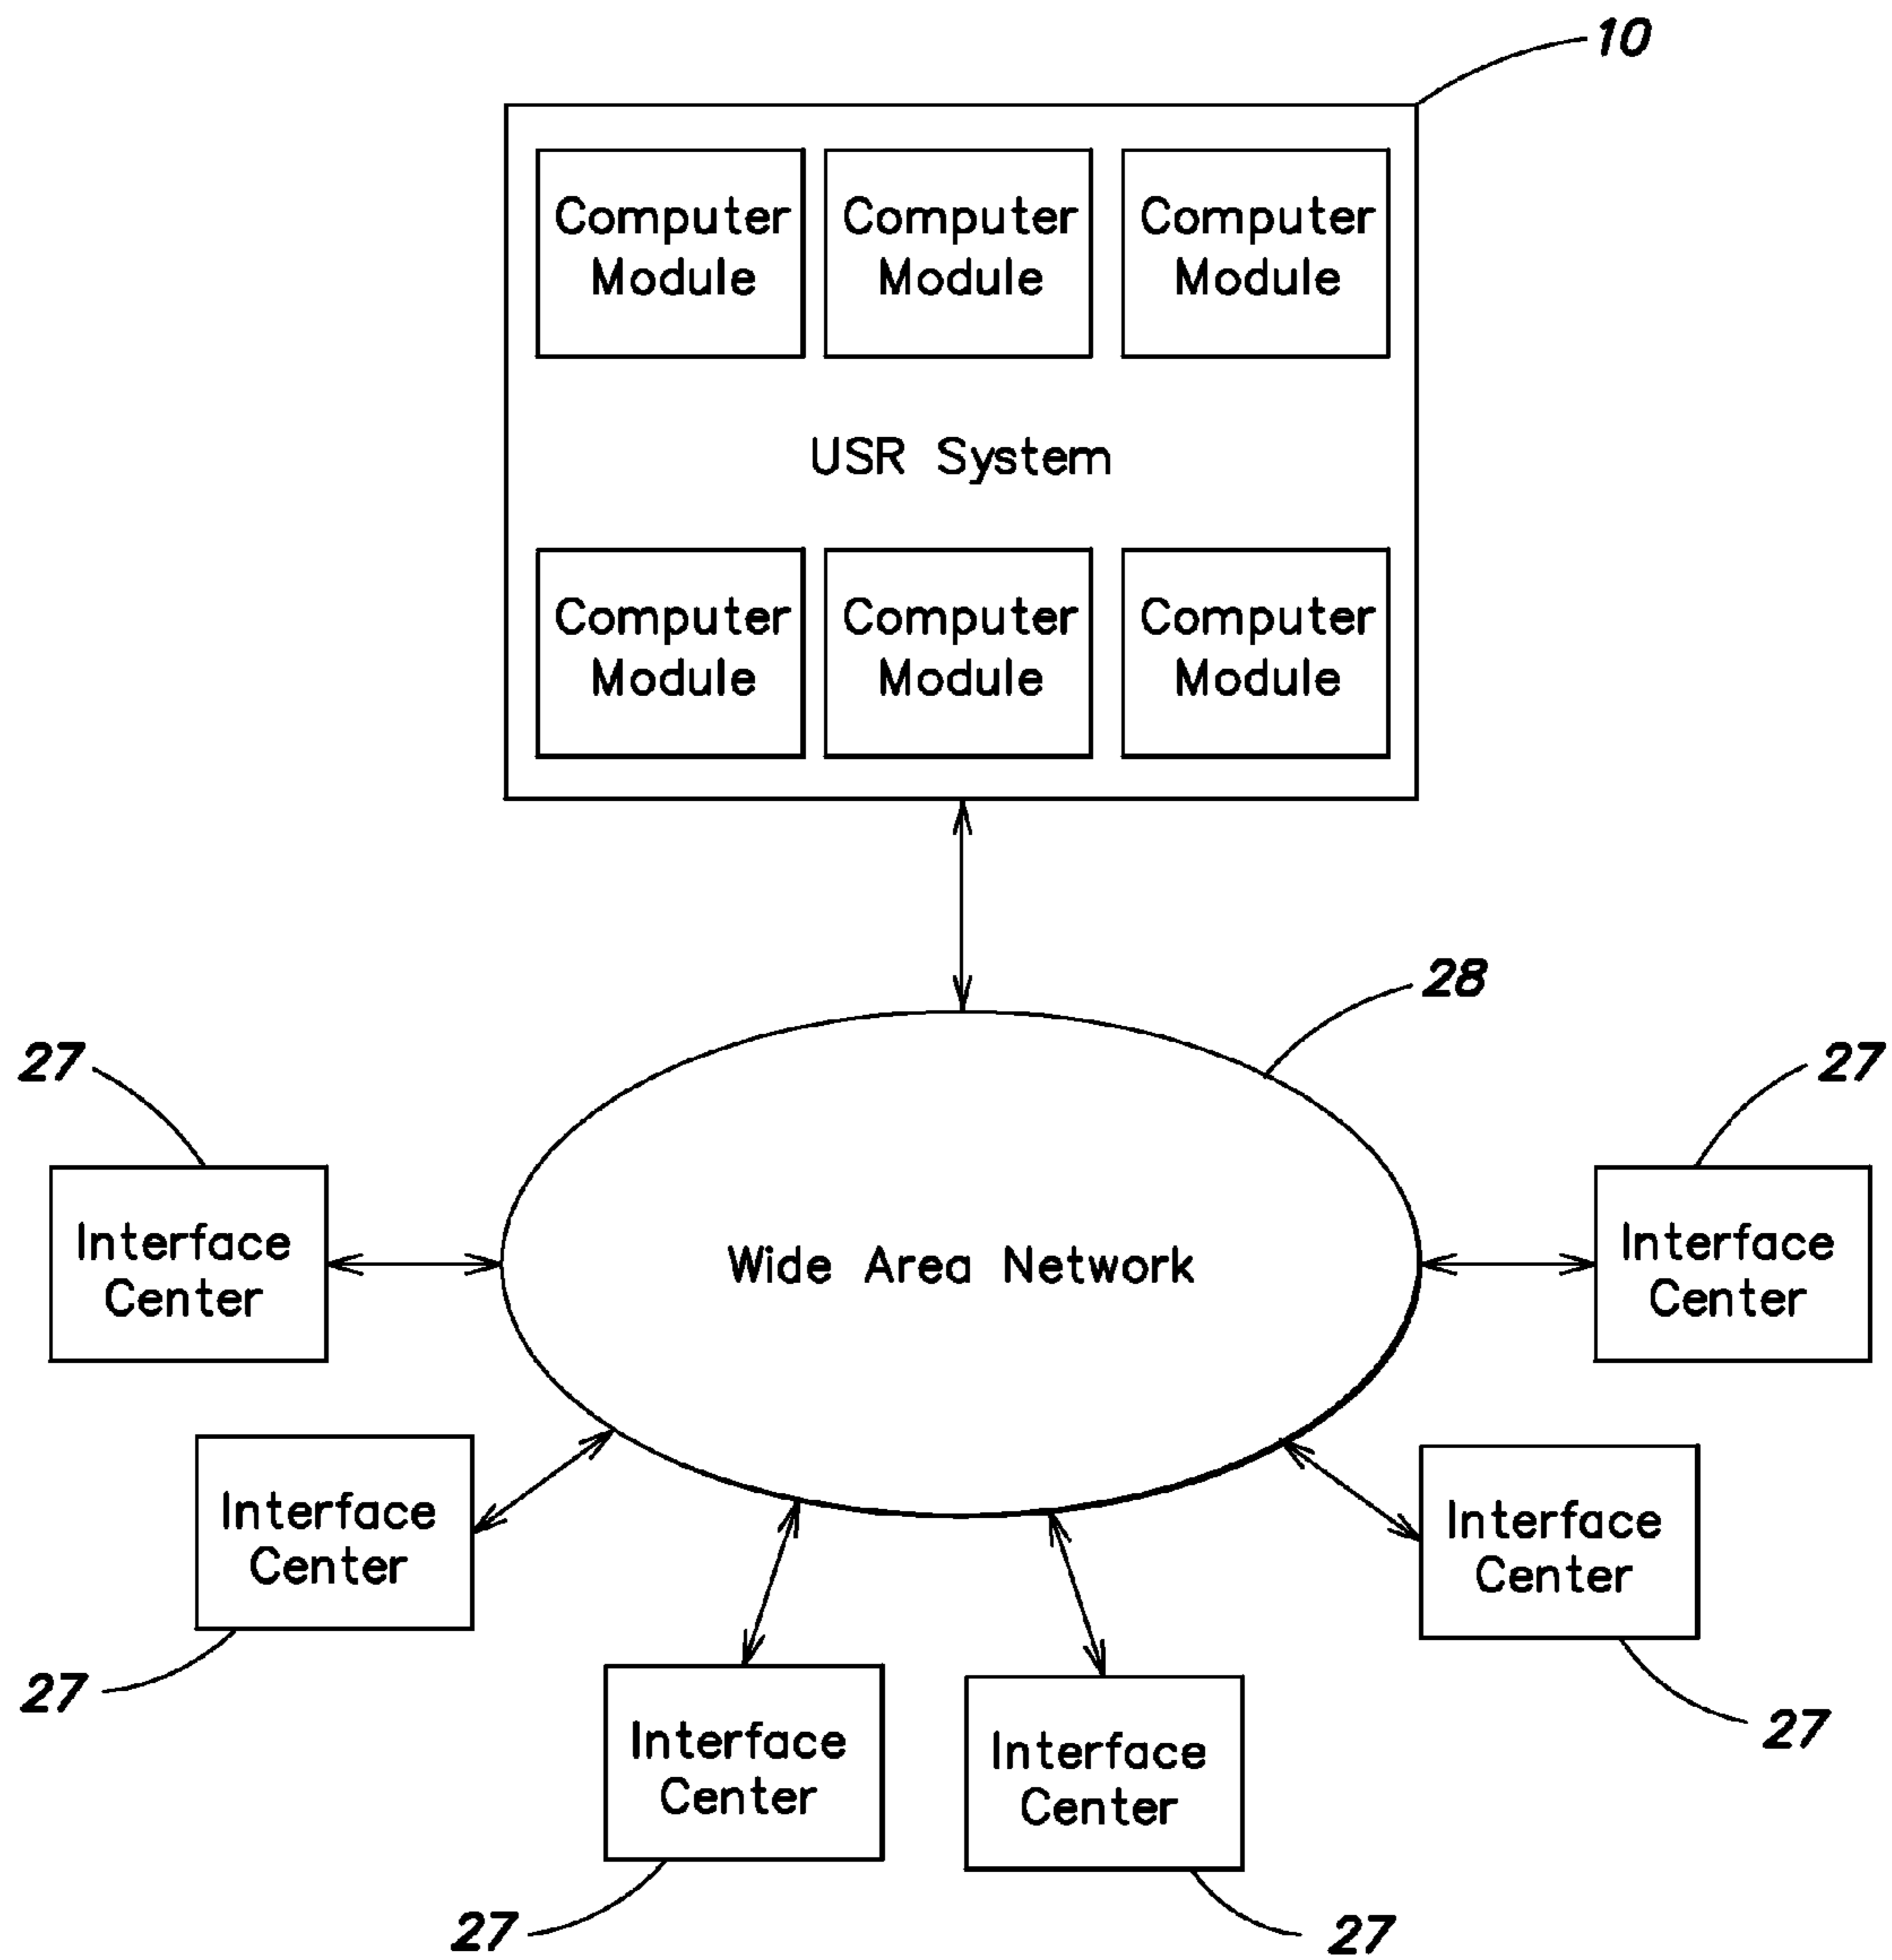 10
Computer
Module
Computer
Module
Computer
Module
USR System
Computer
Module
Computer
Module
Computer
Module
28
27
27
Interface
Center
Wide Area Network
Interface
Center
Interface
Center
Interface
Center
27
27
Interface
Center
Interface
Center
27
27